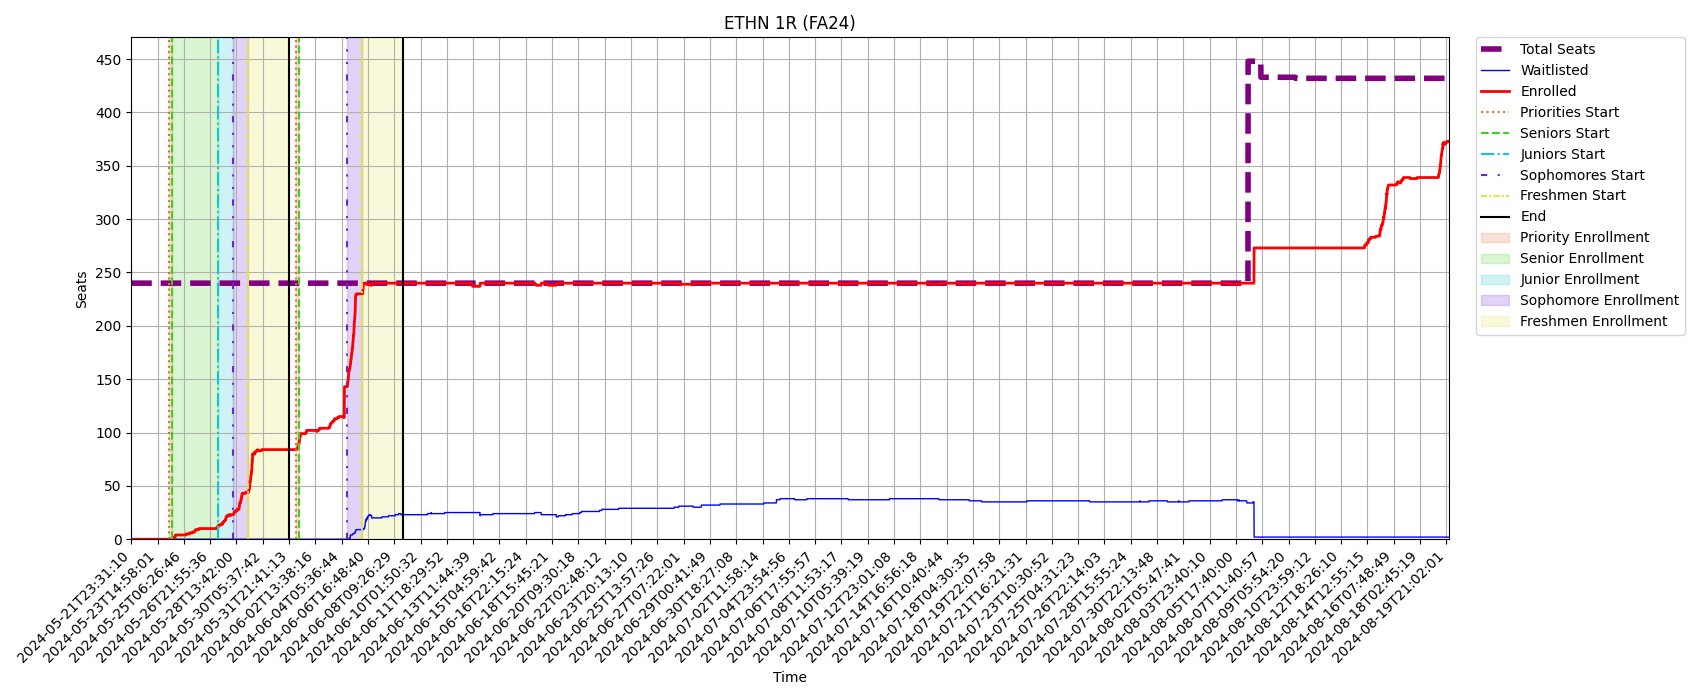 ETHN 1R (FA24)
Total Seats
Waitlisted
Enrolled
Priorities Start
Seniors Start
Juniors Start
Sophomores Start
Freshmen Start
End
Priority Enrollment
Senior Enrollment
Junior Enrollment
Sophomore Enrollment
Freshmen Enrollment
Seats
450
400
350
300
250
200
150
100
50
0
2024-05-21T23:31:10
2024-05-23T14:58:01
2024-05-25T06:26:46
2024-05-26T21:55:36
2024-05-28T13:42:00
2024-05-30T05:37:42
2024-05-31T21:41:13
2024-06-02T13:38:16
2024-06-04T05:36:44
2024-06-06T16:48:40
2024-06-08T09:26:29
2024-06-10T01:50:32
2024-06-11T18:29:52
2024-06-13T11:44:39
2024-06-15T04:59:42
2024-06-16T22:15:24
2024-06-18T15:45:21
2024-06-20T09:30:18
2024-06-22T02:48:12
2024-06-23T20:13:10
2024-06-25T13:57:26
2024-06-27T07:22:01
2024-06-29T00:41:49
2024-06-30T18:27:08
2024-07-02T11:58:14
2024-07-04T23:54:56
2024-07-06T17:55:57
2024-07-08T11:53:17
2024-07-10T05:39:19
2024-07-12T23:01:08
2024-07-14T16:56:18
2024-07-16T10:40:44
2024-07-18T04:30:35
2024-07-19T22:07:58
2024-07-21T16:21:31
2024-07-23T10:30:52
2024-07-25T04:31:23
2024-07-26T22:14:03
2024-07-28T15:55:24
2024-07-30T22:13:48
2024-08-02T05:47:41
2024-08-03T23:40:10
2024-08-05T17:40:00
2024-08-07T11:40:57
2024-08-09T05:54:20
2024-08-10T23:59:12
2024-08-12T18:26:10
2024-08-14T12:55:15
2024-08-16T07:48:49
2024-08-18T02:45:19
2024-08-19T21:02:01
Time